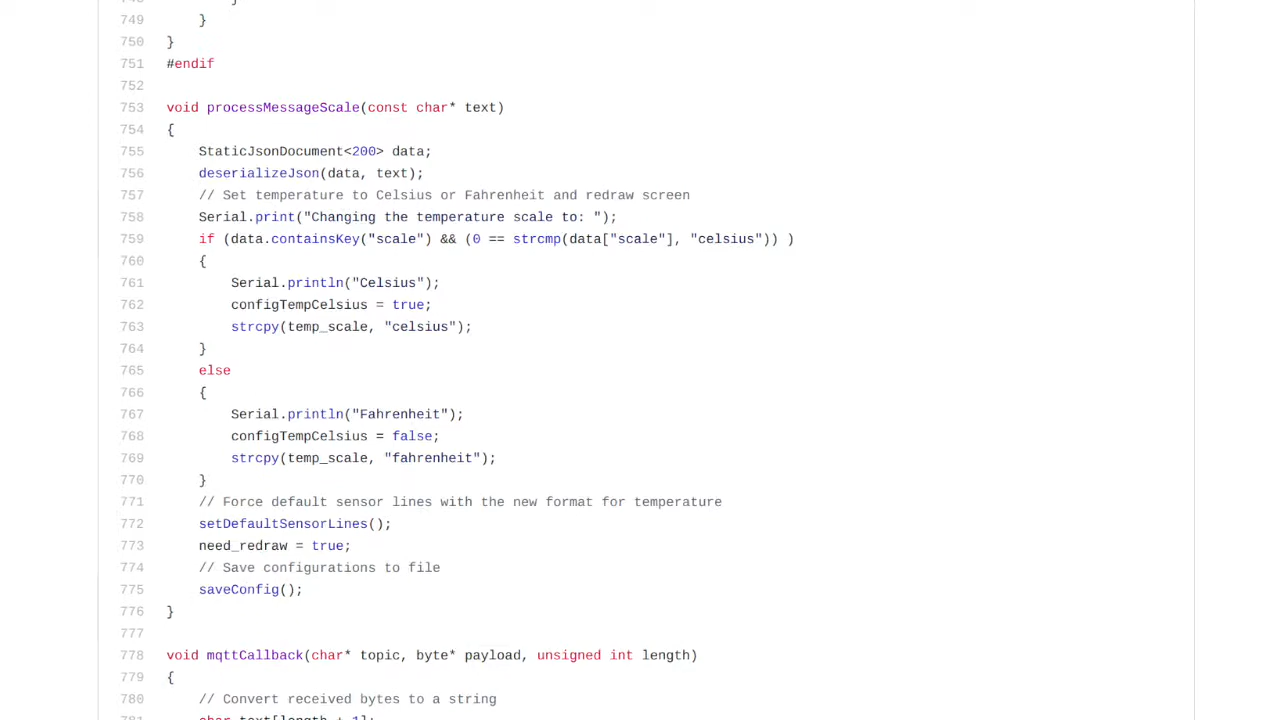 749 }
750 }
751 #endif
752
753 void processMessageScale(const char* text)
754 {
755 StaticJsonDocument<200> data;
756 deserializeJson(data, text);
757 // Set temperature to Celsius or Fahrenheit and redraw screen
758 Serial.print("Changing the temperature scale to: ");
759 if (data.containsKey("scale") && (0 == strcmp(data["scale"], "celsius")) )
760 {
761 Serial.println("Celsius");
762 configTempCelsius = true;
763 strcpy(temp_scale, "celsius");
764 }
765 else
766 {
767 Serial.println("Fahrenheit");
768 configTempCelsius = false;
769 strcpy(temp_scale, "fahrenheit");
770 }
771 // Force default sensor lines with the new format for temperature
772 setDefaultSensorLines();
773 need_redraw = true;
774 // Save configurations to file
775 saveConfig();
776 }
777
778 void mqttCallback(char* topic, byte* payload, unsigned int length)
779 {
780 // Convert received bytes to a string
781 char text[length + 1];